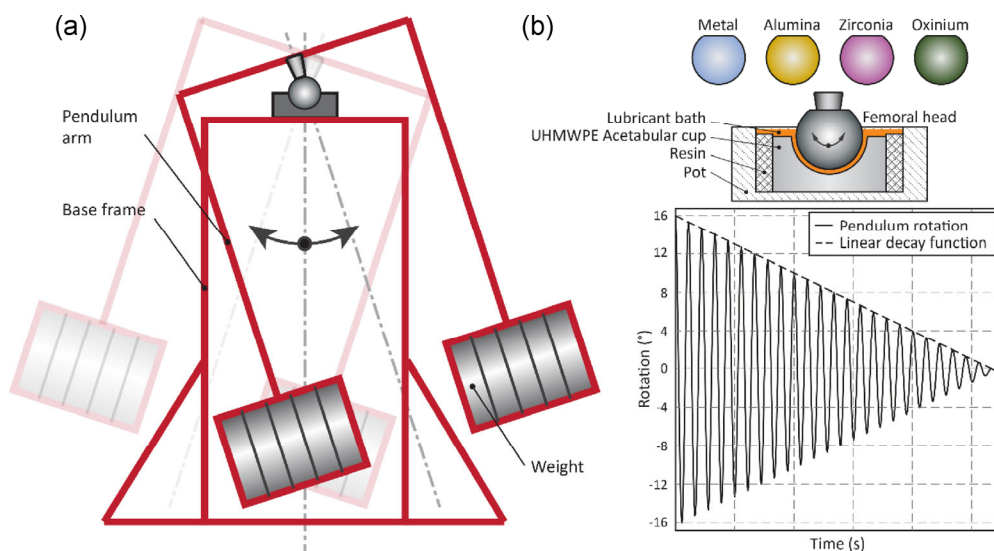 (a)
Pendulum
arm
Base frame
Weight
(b)
Metal Alumina Zirconia Oxinium
Lubricant bath
Femoral head
UHMWPE Acetabular cup
Resin
Pot
Pendulum rotation
Linear decay function
Rotation (°)
16
12
8
4
0
-4
-8
-12
-16
Time (s)